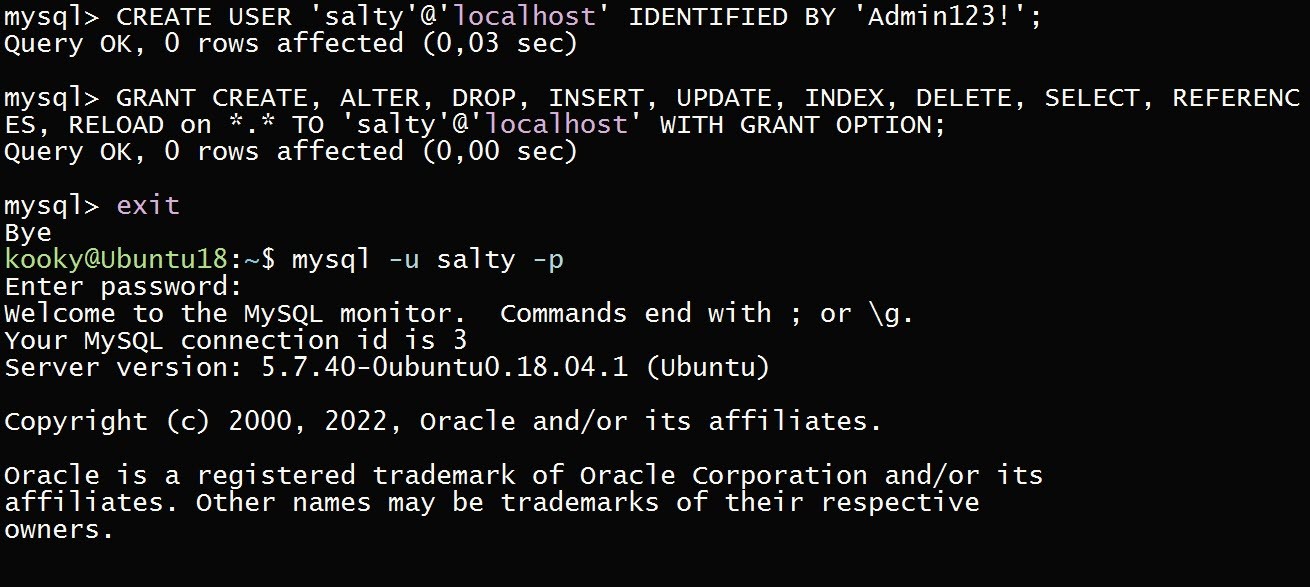 mysql> CREATE USER 'salty'@'localhost' IDENTIFIED BY 'Admin123!';
Query OK, 0 rows affected (0,03 sec)
mysql> GRANT CREATE, ALTER, DROP, INSERT, UPDATE, INDEX, DELETE, SELECT, REFERENC
ES, RELOAD on *.* TO 'salty'@'localhost' WITH GRANT OPTION;
Query OK, 0 rows affected (0,00 sec)
mysql> exit
Bye
kooky@Ubuntu18:~$ mysql -u salty -p
Enter password:
Welcome to the MySQL monitor.  Commands end with ; or \g.
Your MySQL connection id is 3
Server version: 5.7.40-0ubuntu0.18.04.1 (Ubuntu)
Copyright (c) 2000, 2022, Oracle and/or its affiliates.
Oracle is a registered trademark of Oracle Corporation and/or its
affiliates. Other names may be trademarks of their respective
owners.